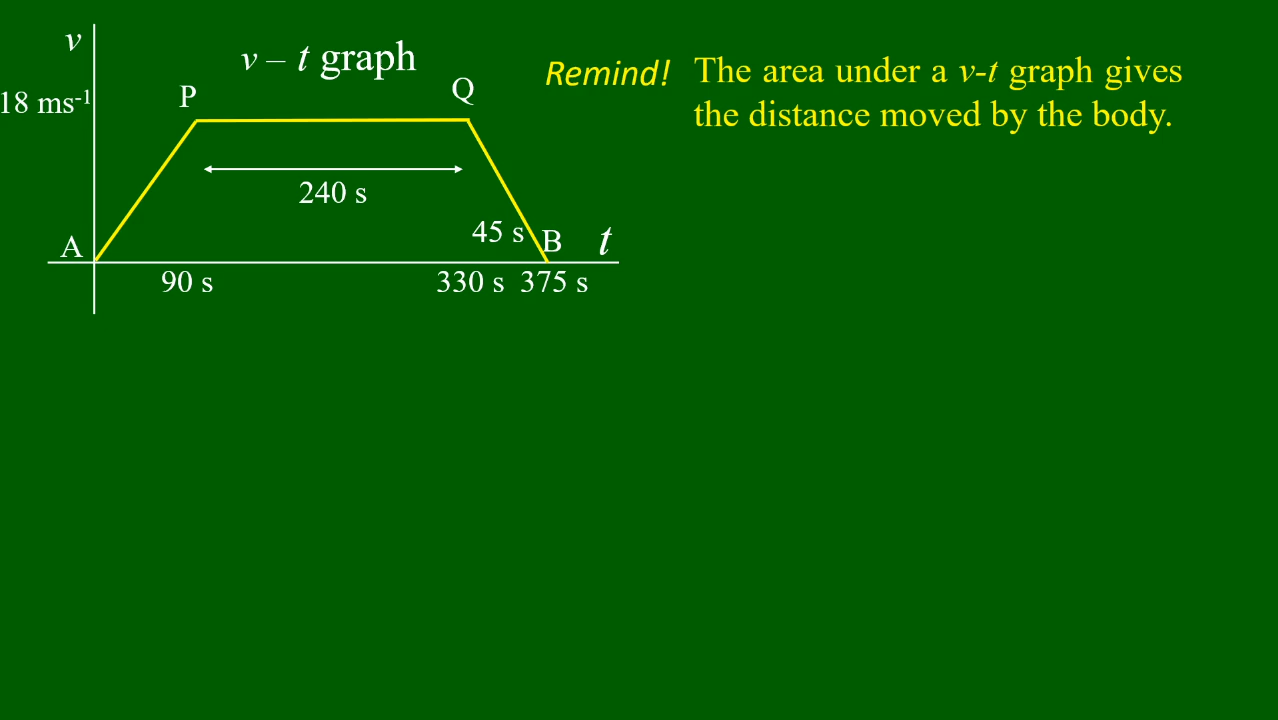 v
v – t graph
Remind! The area under a v-t graph gives
the distance moved by the body.
18 ms-1
P
Q
240 s
A
45 s
B
t
90 s
330 s
375 s